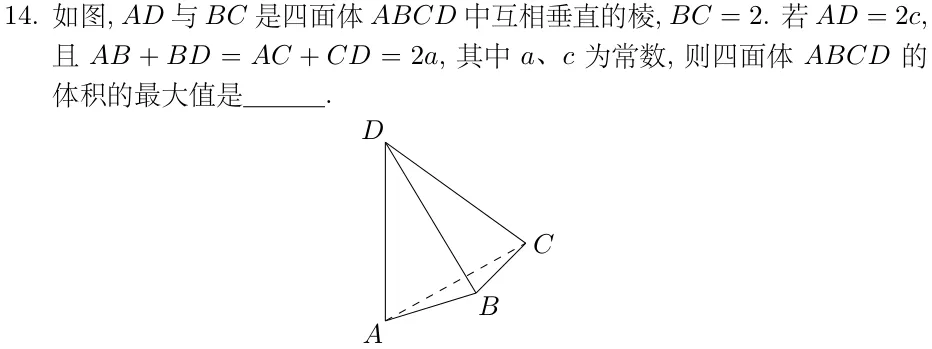 14. 如图, AD 与 BC 是四面体 ABCD 中互相垂直的棱, BC = 2. 若 AD = 2c,
且 AB + BD = AC + CD = 2a, 其中 a、c 为常数, 则四面体 ABCD 的
体积的最大值是______.
D
C
B
A